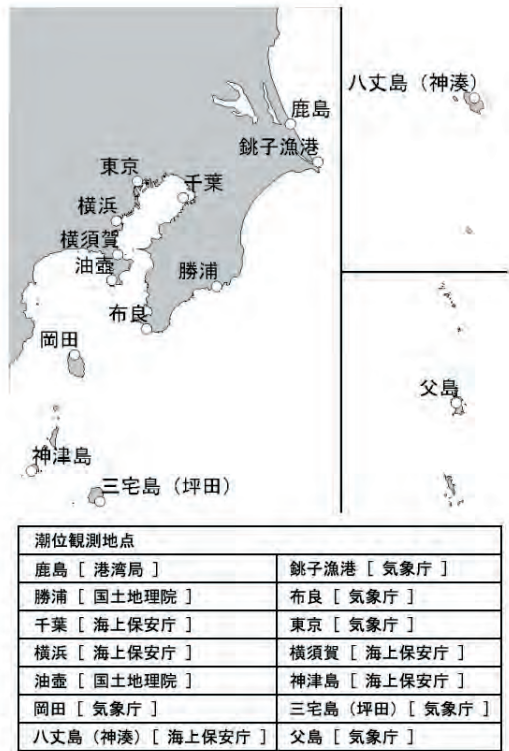 八丈島（神湊）
鹿島
銚子漁港
東京
千葉
横浜
横須賀
油壷
勝浦
布良
岡田
父島
神津島
三宅島（坪田）
潮位観測地点
鹿島 [ 港湾局 ] 銚子漁港 [ 気象庁 ]
勝浦 [ 国土地理院 ] 布良 [ 気象庁 ]
千葉 [ 海上保安庁 ] 東京 [ 気象庁 ]
横浜 [ 海上保安庁 ] 横須賀 [ 海上保安庁 ]
油壷 [ 国土地理院 ] 神津島 [ 海上保安庁 ]
岡田 [ 気象庁 ] 三宅島（坪田）[ 気象庁 ]
八丈島（神湊）[ 海上保安庁 ] 父島 [ 気象庁 ]